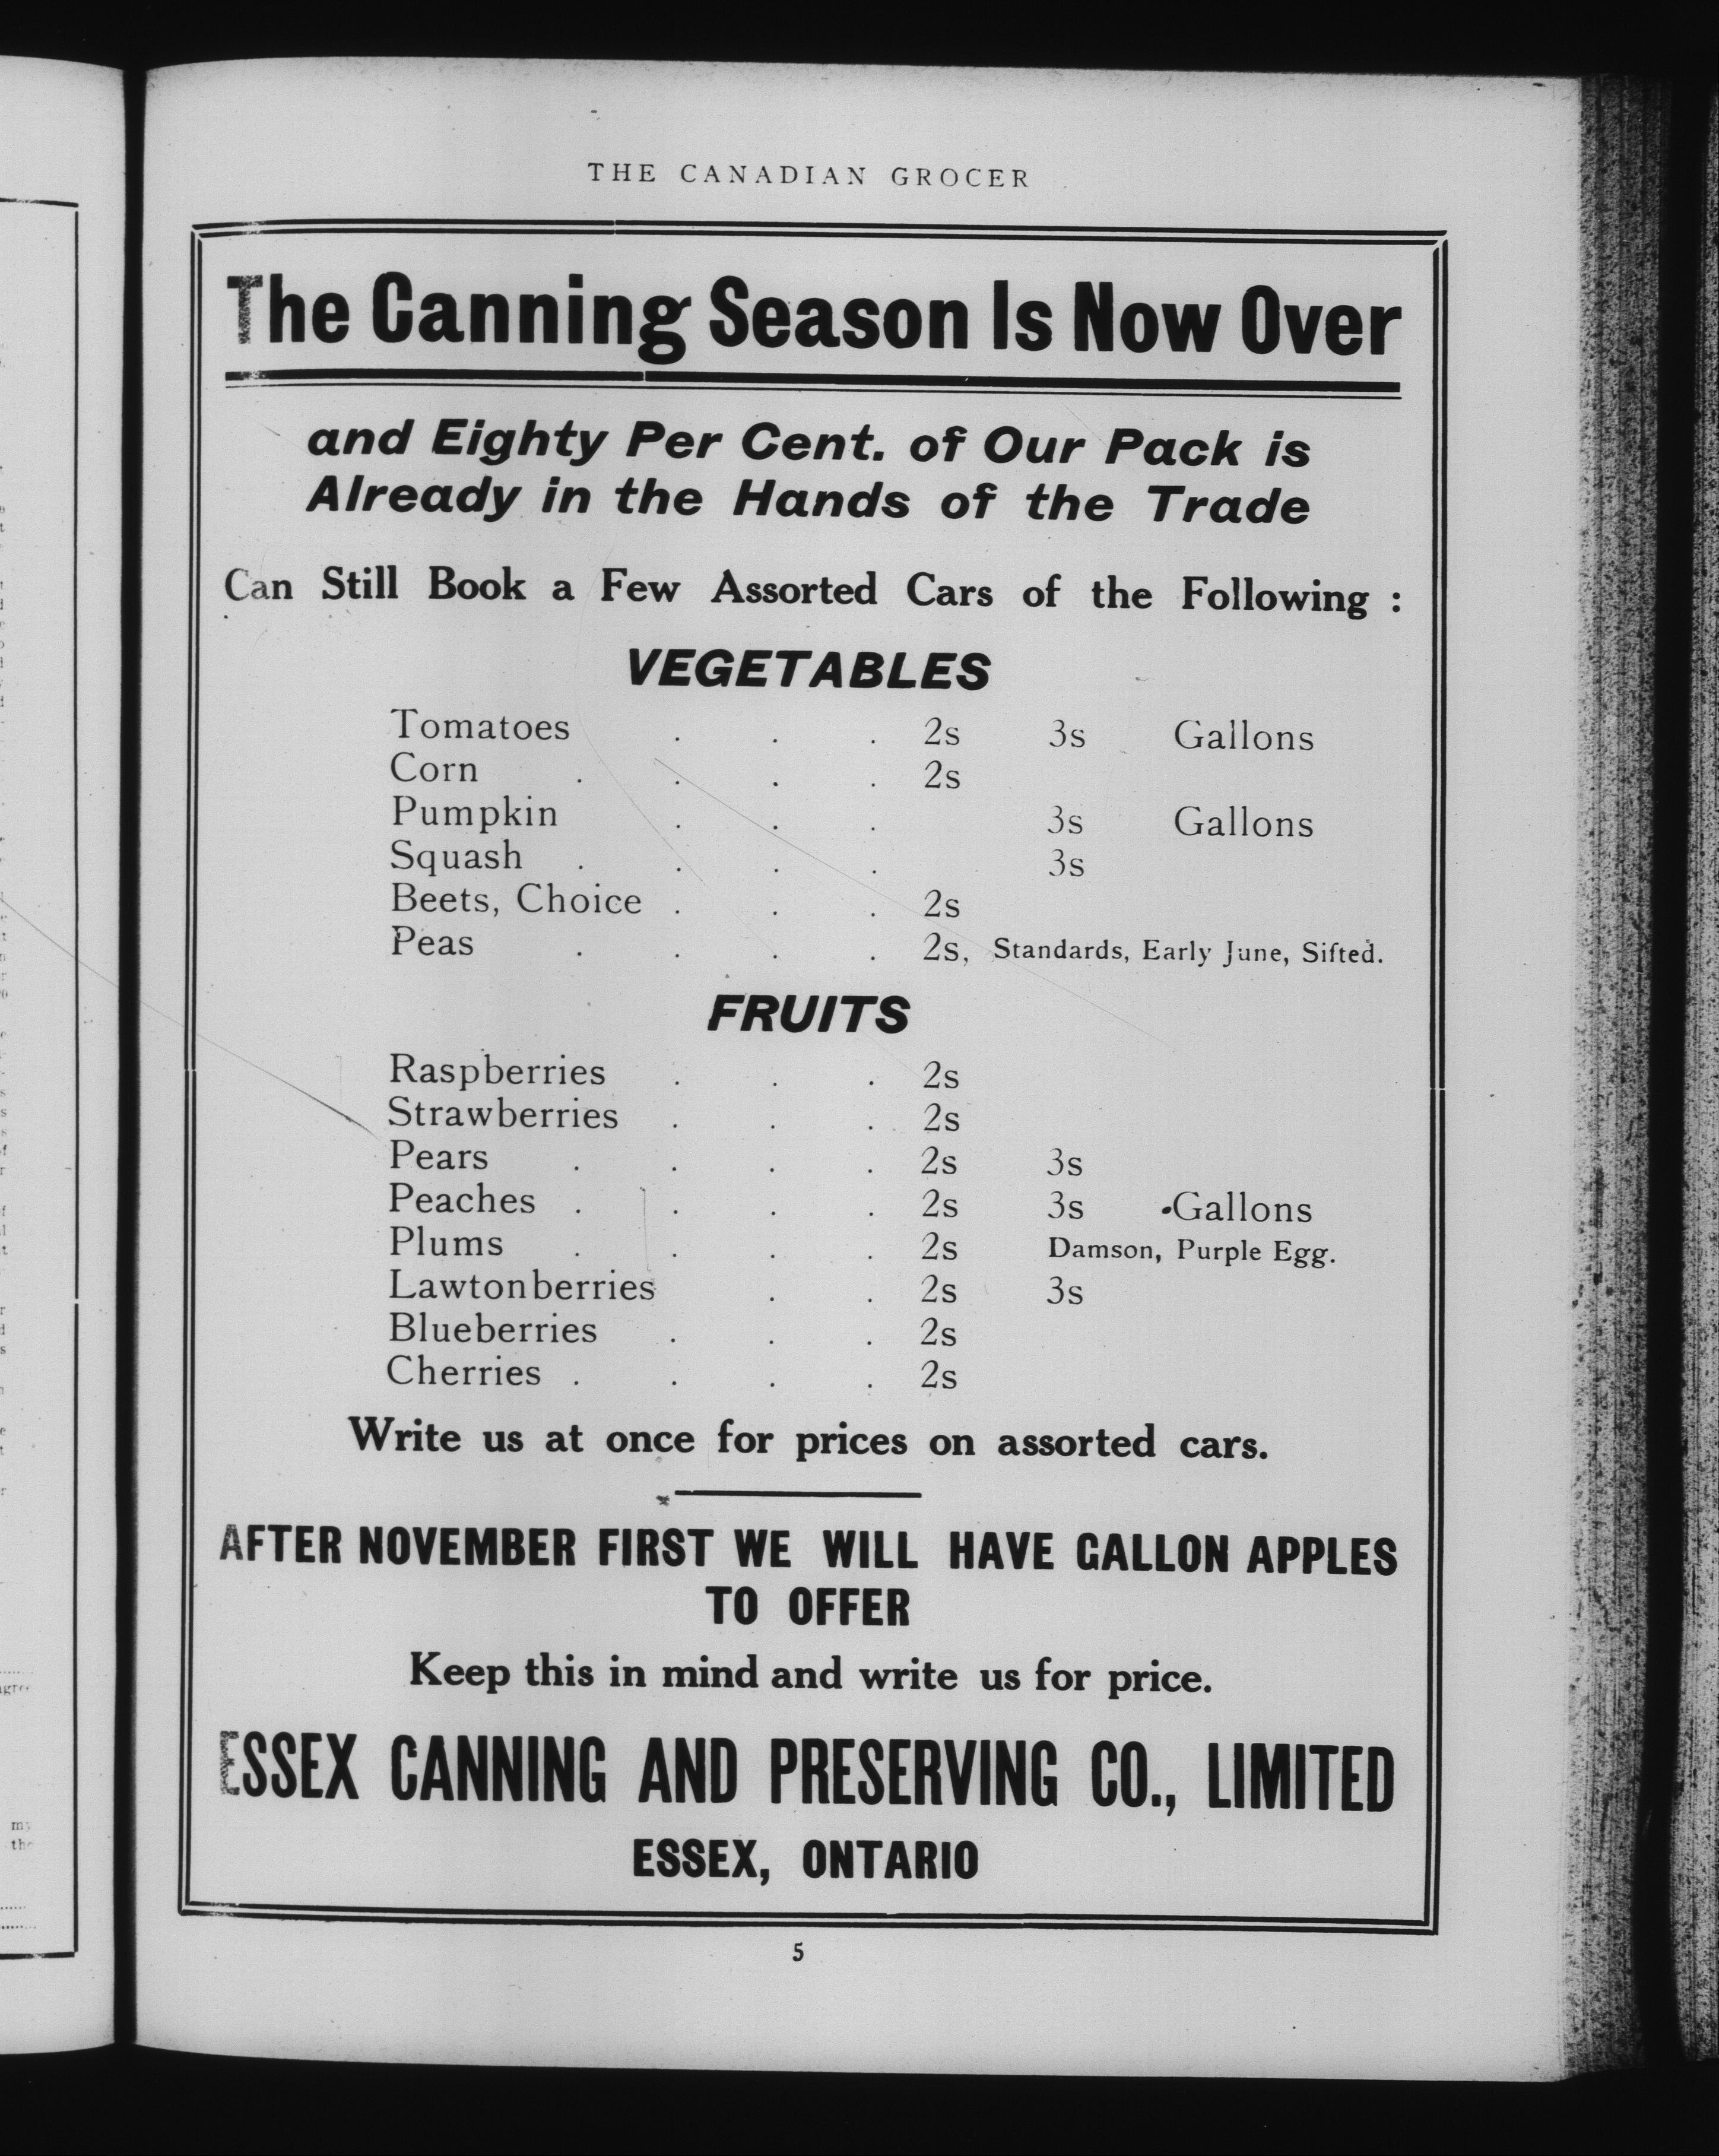 THE CANADIAN GROCER
The Canning Season Is Now Over
and Eighty Per Cent. of Our Pack is
Already in the Hands of the Trade
Can Still Book a Few Assorted Cars of the Following :
VEGETABLES
Tomatoes . . . 2s 3s Gallons
Corn . . . . 2s
Pumpkin . . . 3s Gallons
Squash . . . . 3s
Beets, Choice . . . 2s
Peas . . . . 2s, Standards, Early June, Sifted.
FRUITS
Raspberries . . . 2s
Strawberries . . . 2s
Pears . . . . 2s 3s
Peaches . . . . 2s 3s Gallons
Plums . . . . 2s Damson, Purple Egg.
Lawtonberries . . 2s 3s
Blueberries . . . 2s
Cherries . . . . 2s
Write us at once for prices on assorted cars.
AFTER NOVEMBER FIRST WE WILL HAVE GALLON APPLES
TO OFFER
Keep this in mind and write us for price.
ESSEX CANNING AND PRESERVING CO., LIMITED
ESSEX, ONTARIO
5